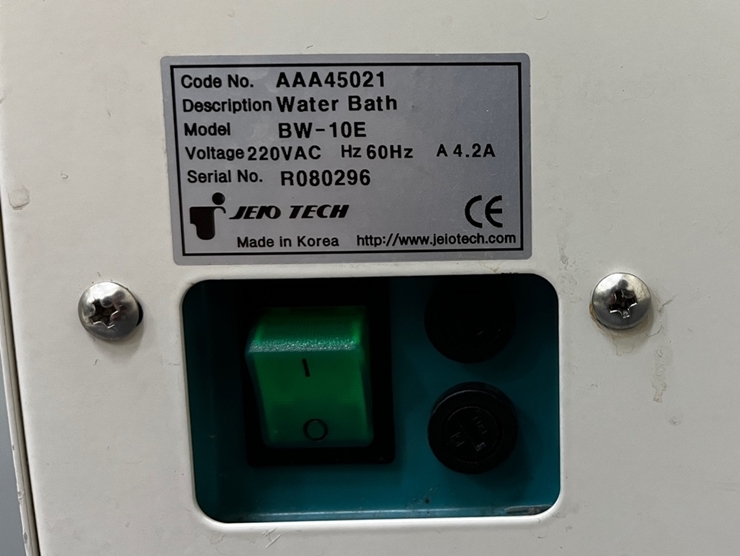 Code No. AAA45021
Description Water Bath
Model BW-10E
Voltage 220VAC Hz 60Hz A 4.2A
Serial No. R080296
JEIO TECH CE
Made in Korea http://www.jeiotech.com
I
O